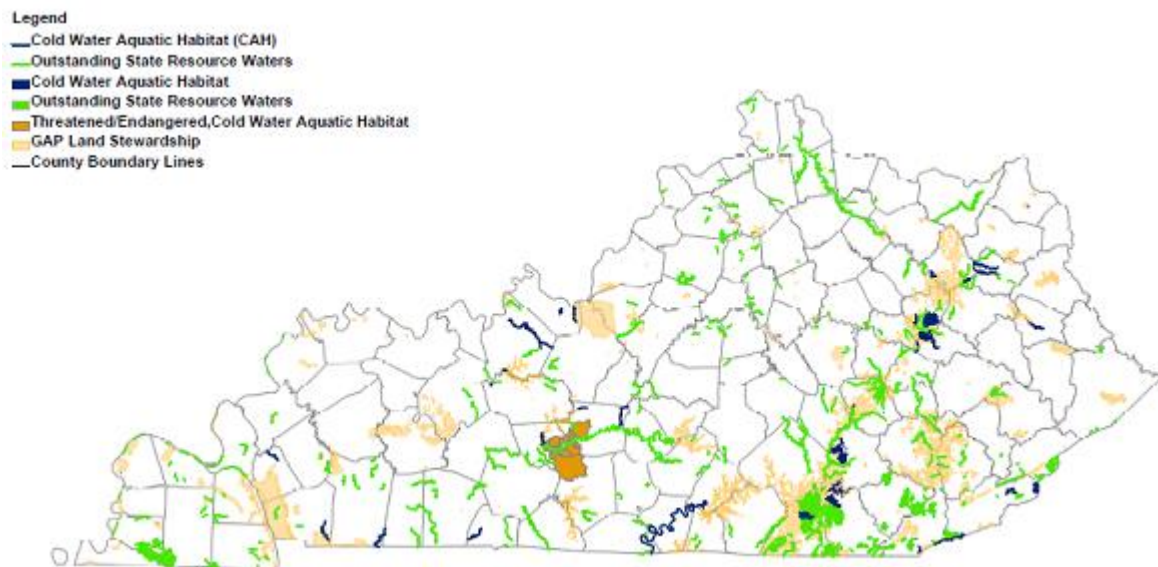 Legend
Cold Water Aquatic Habitat (CAH)
Outstanding State Resource Waters
Cold Water Aquatic Habitat
Outstanding State Resource Waters
Threatened/Endangered,Cold Water Aquatic Habitat
GAP Land Stewardship
County Boundary Lines